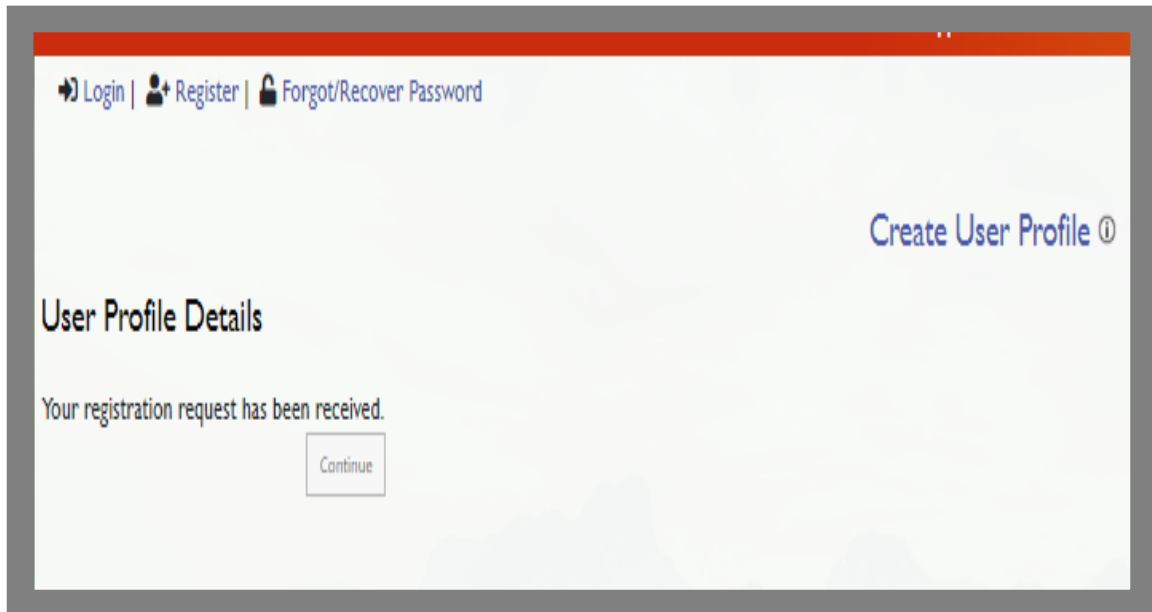 Login | Register | Forgot/Recover Password
Create User Profile
User Profile Details
Your registration request has been received.
Continue